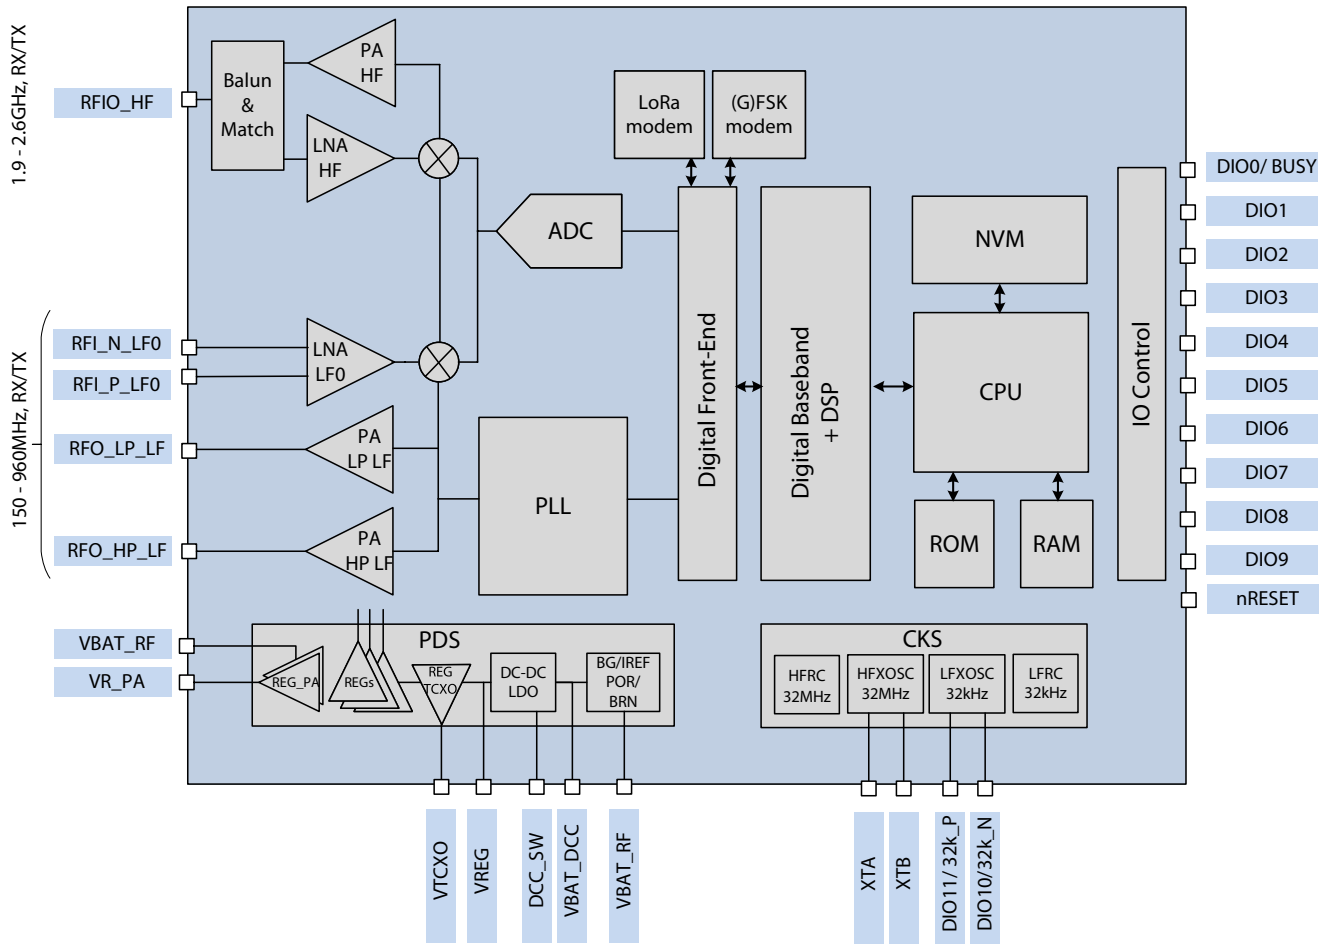 1.9 - 2.6GHz, RX/TX
RFIO_HF
Balun
&
Match
PA
HF
LNA
HF
LoRa
modem
(G)FSK
modem
ADC
150 - 960MHz, RX/TX
RFI_N_LF0
RFI_P_LF0
RFO_LP_LF
RFO_HP_LF
LNA
LF0
PA
LP LF
PA
HP LF
PLL
Digital Front-End
Digital Baseband
+ DSP
NVM
CPU
ROM
RAM
IO Control
DIO0/ BUSY
DIO1
DIO2
DIO3
DIO4
DIO5
DIO6
DIO7
DIO8
DIO9
nRESET
VBAT_RF
VR_PA
PDS
REG_PA
REGs
REG
TCXO
DC-DC
LDO
BG/IREF
POR/
BRN
CKS
HFRC
32MHz
HFXOSC
32MHz
LFXOSC
32kHz
LFRC
32kHz
VTCXO
VREG
DCC_SW
VBAT_DCC
VBAT_RF
XTA
XTB
DIO11/ 32k_P
DIO10/32k_N